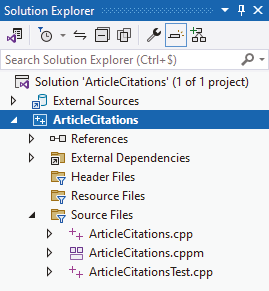 Solution Explorer
Search Solution Explorer (Ctrl+$)
Solution 'ArticleCitations' (1 of 1 project)
External Sources
ArticleCitations
References
External Dependencies
Header Files
Resource Files
Source Files
ArticleCitations.cpp
ArticleCitations.cppm
ArticleCitationsTest.cpp